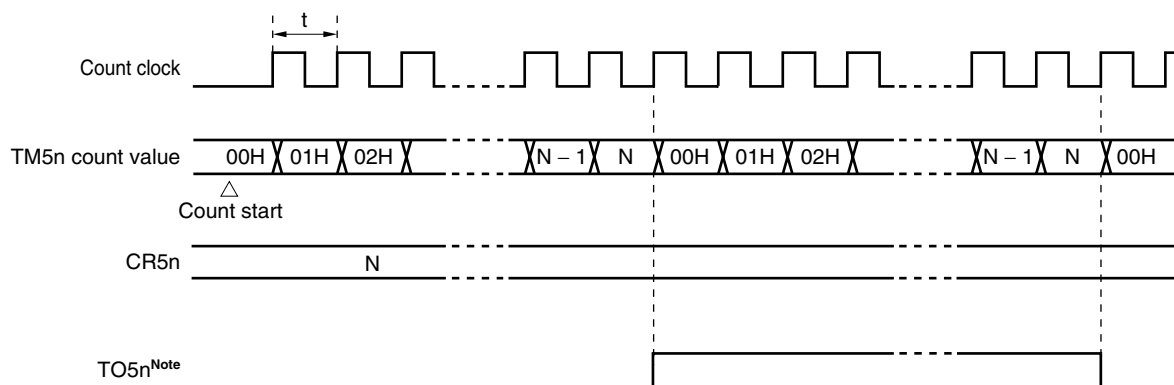 t
Count clock
TM5n count value 00H 01H 02H N − 1 N 00H 01H 02H N − 1 N 00H
Count start
CR5n N
TO5nNote